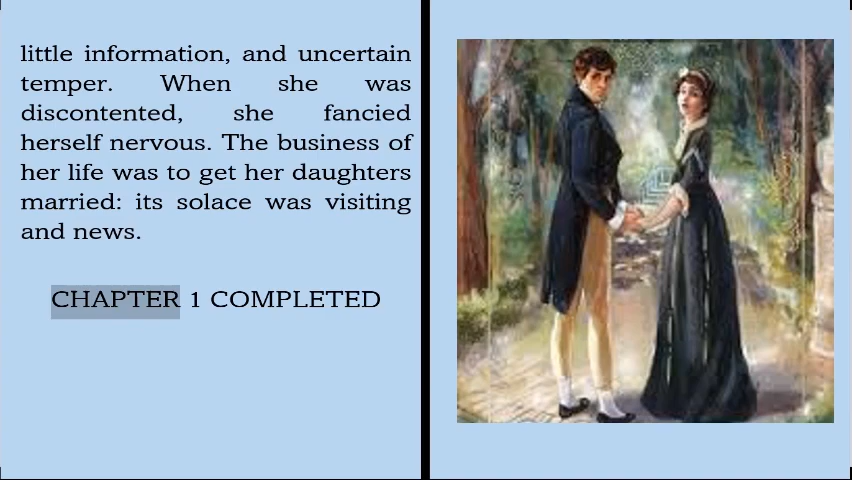 little information, and uncertain
temper. When she was
discontented, she fancied
herself nervous. The business of
her life was to get her daughters
married: its solace was visiting
and news.
CHAPTER 1 COMPLETED